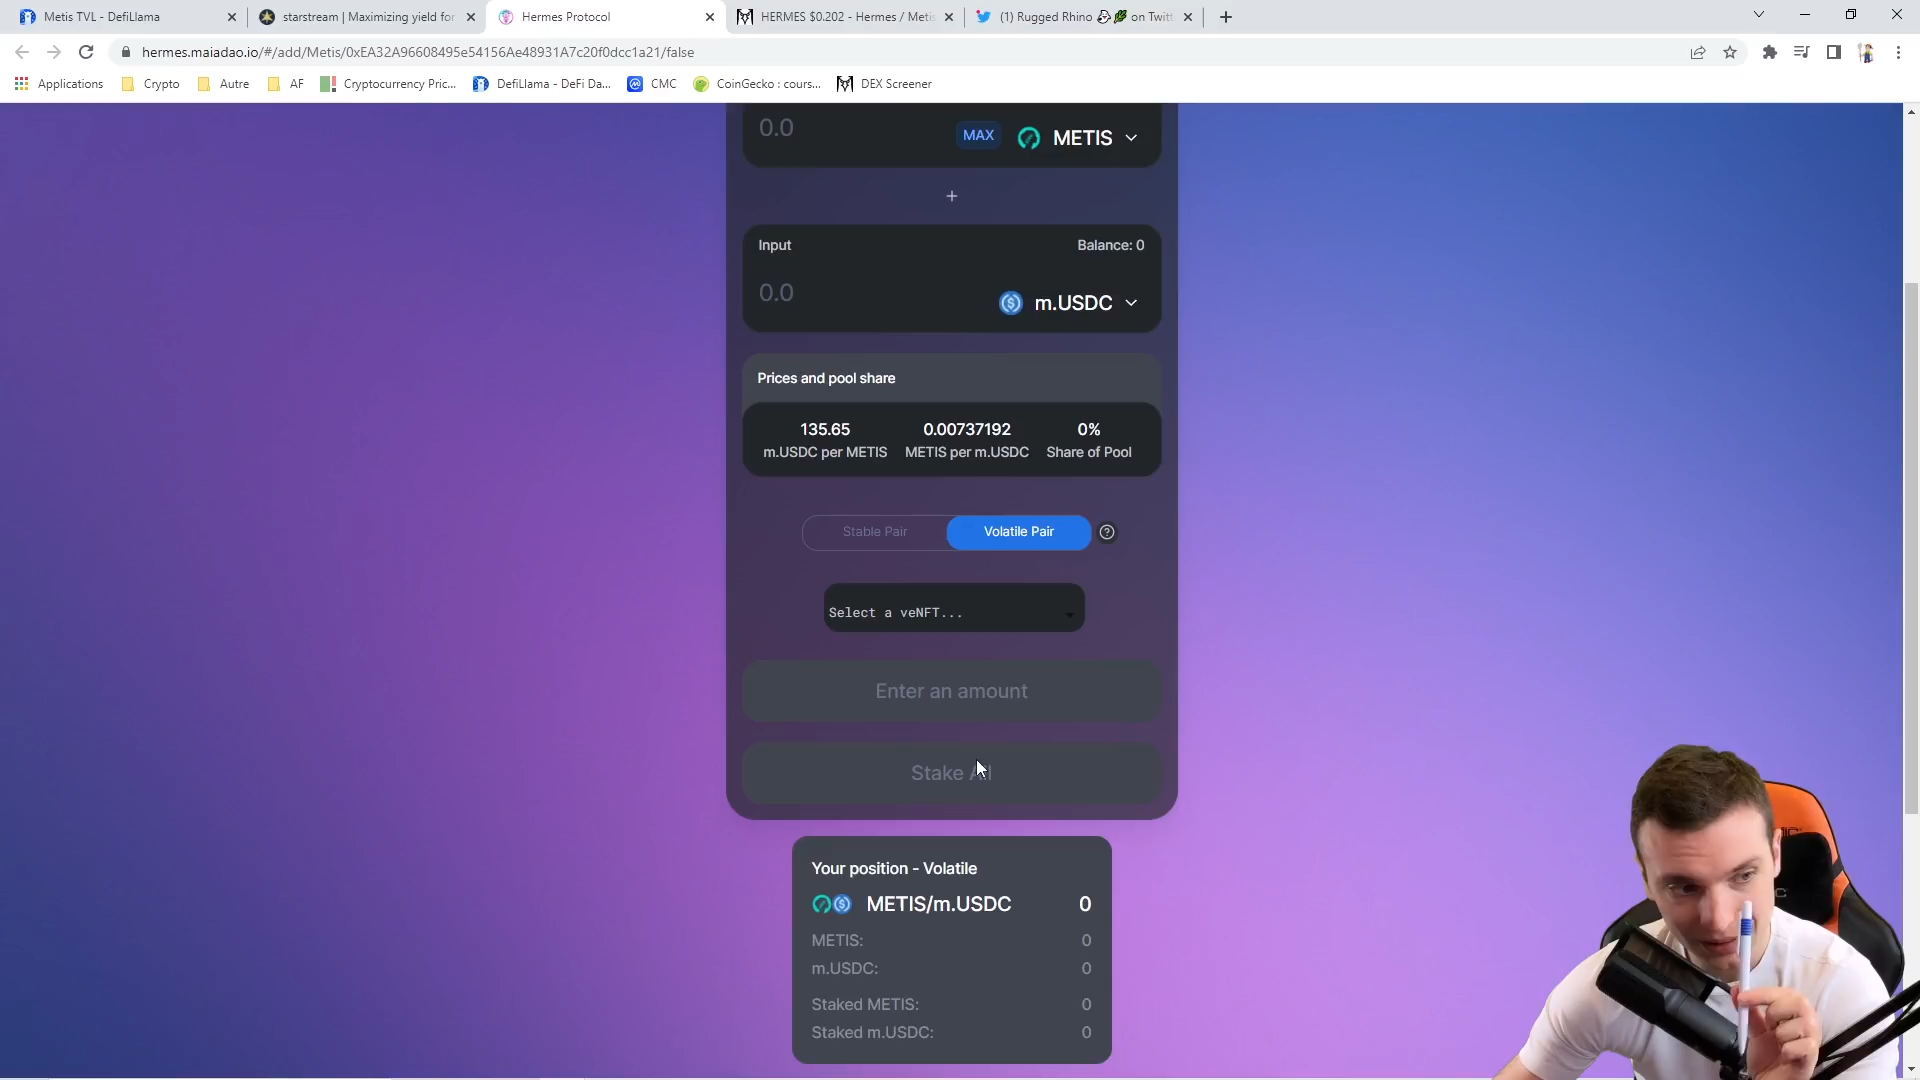 Metis TVL - DefiLlama
starstream | Maximizing yield for
Hermes Protocol
HERMES $0.202 - Hermes / Metis
(1) Rugged Rhino on Twitt
hermes.maiadao.io/#/add/Metis/0xEA32A96608495e54156Ae48931A7c20f0dcc1a21/false
Applications
Crypto
Autre
AF
Cryptocurrency Pric...
DefiLlama - DeFi Da...
CMC
CoinGecko : cours...
DEX Screener
0.0
MAX
METIS
+
Input
Balance: 0
0.0
m.USDC
Prices and pool share
135.65
0.00737192
0%
m.USDC per METIS
METIS per m.USDC
Share of Pool
Stable Pair
Volatile Pair
Select a veNFT...
Enter an amount
Stake All
Your position - Volatile
METIS/m.USDC
0
METIS:
0
m.USDC:
0
Staked METIS:
0
Staked m.USDC:
0